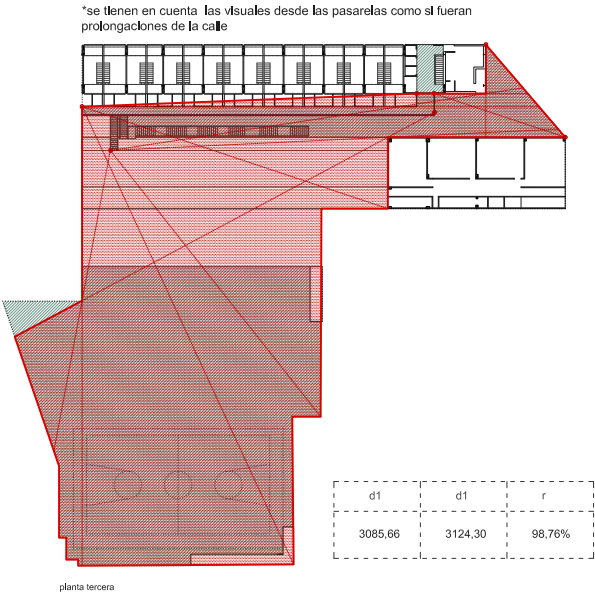 *se tienen en cuenta las visuales desde las pasarelas como si fueran
prolongaciones de la calle
d1 d1 r
3085,66 3124,30 98,76%
planta tercera